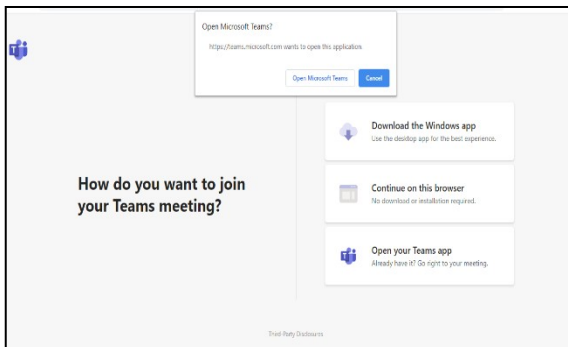 Open Microsoft Teams?
https://teams.microsoft.com wants to open this application.
Open Microsoft Teams
Cancel
How do you want to join
your Teams meeting?
Download the Windows app
Use the desktop app for the best experience.
Continue on this browser
No download or installation required.
Open your Teams app
Already have it? Go right to your meeting.
Third-Party Disclosures